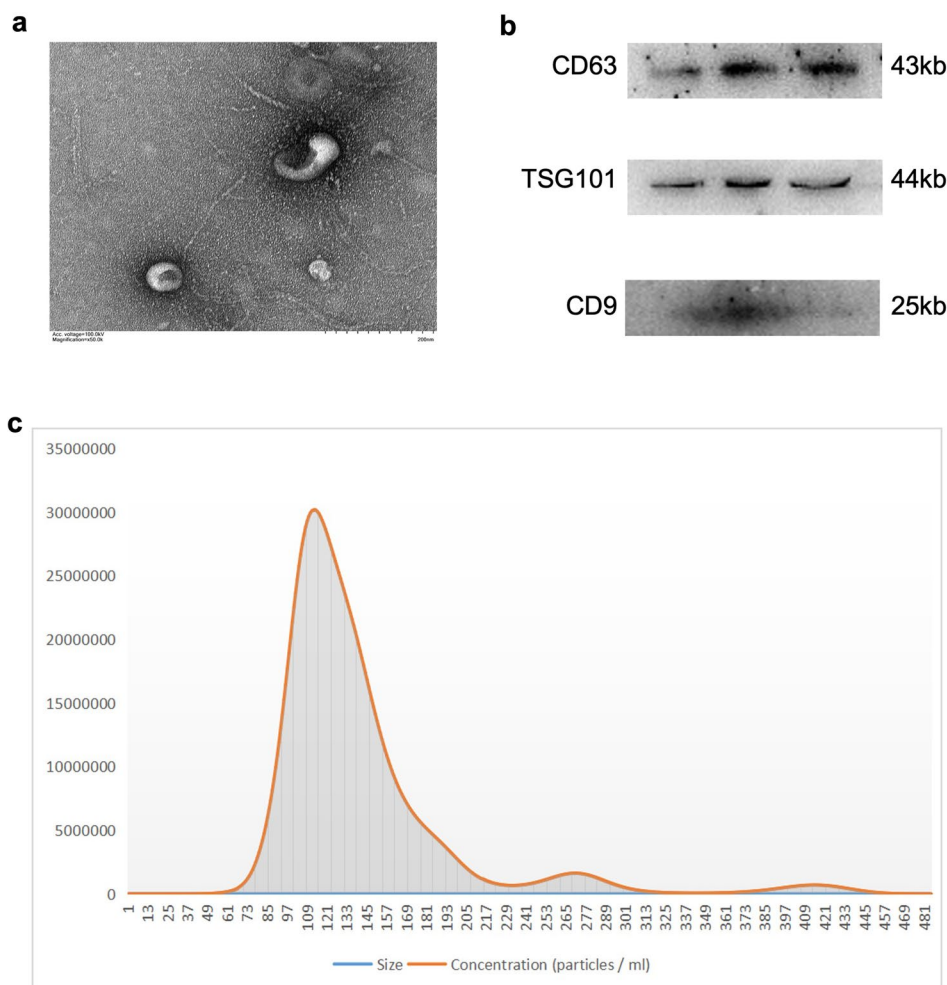 a
Acc. voltage=100.0kV
Magnification=x50.0k
200nm
b
CD63 43kb
TSG101 44kb
CD9 25kb
c
35000000
30000000
25000000
20000000
15000000
10000000
5000000
0
1 13 25 37 49 61 73 85 97 109 121 133 145 157 169 181 193 205 217 229 241 253 265 277 289 301 313 325 337 349 361 373 385 397 409 421 433 445 457 469 481
Size Concentration (particles / ml)